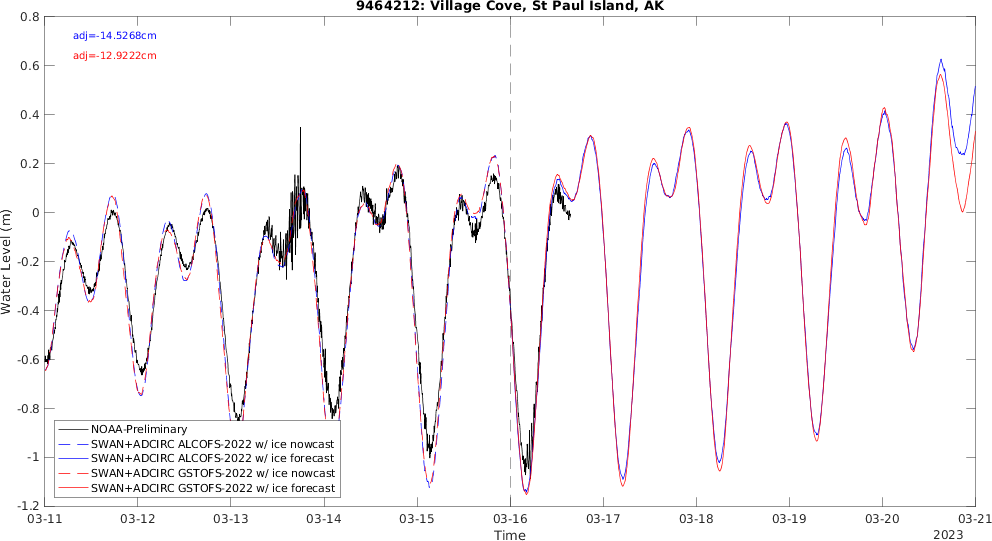 9464212: Village Cove, St Paul Island, AK
adj=-14.5268cm
adj=-12.9222cm
Water Level (m)
0.8
0.6
0.4
0.2
0
-0.2
-0.4
-0.6
-0.8
-1
-1.2
NOAA-Preliminary
SWAN+ADCIRC ALCOFS-2022 w/ ice nowcast
SWAN+ADCIRC ALCOFS-2022 w/ ice forecast
SWAN+ADCIRC GSTOFS-2022 w/ ice nowcast
SWAN+ADCIRC GSTOFS-2022 w/ ice forecast
03-11 03-12 03-13 03-14 03-15 03-16 03-17 03-18 03-19 03-20 03-21
Time
2023